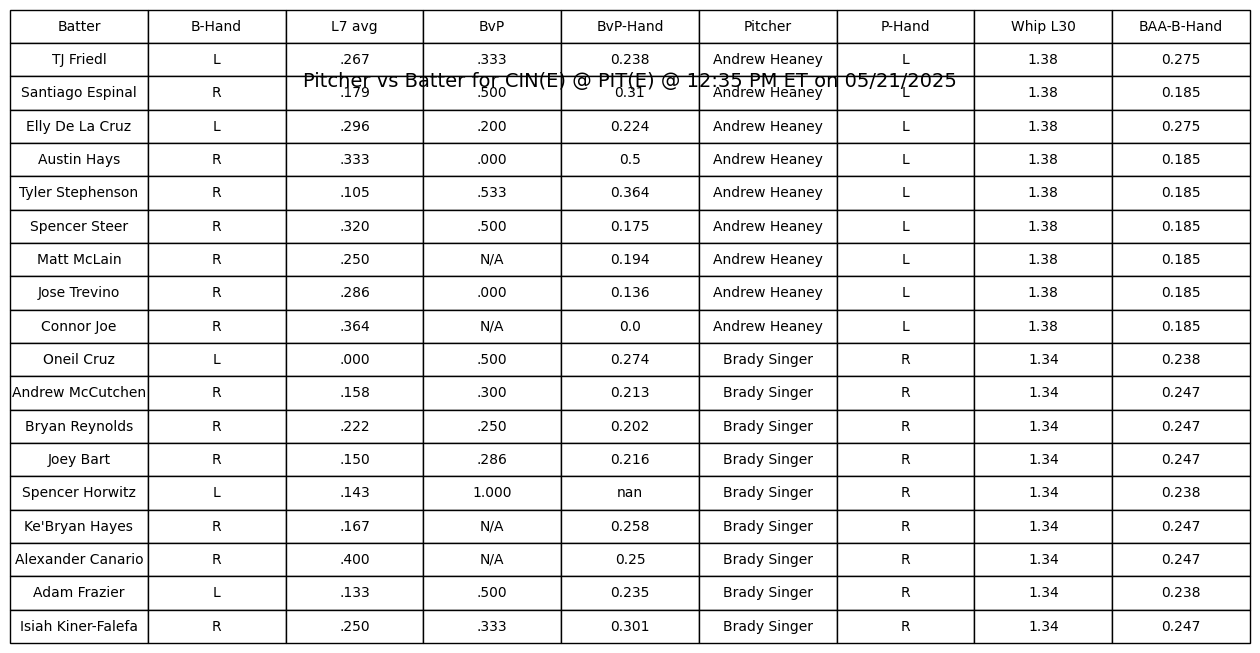 Batter B-Hand L7 avg BvP BvP-Hand Pitcher P-Hand Whip L30 BAA-B-Hand
TJ Friedl L .267 .333 0.238 Andrew Heaney L 1.38 0.275
Pitcher vs Batter for CIN(E) @ PIT(E) @ 12:35 PM ET on 05/21/2025
Santiago Espinal R .179 .500 0.31 Andrew Heaney L 1.38 0.185
Elly De La Cruz L .296 .200 0.224 Andrew Heaney L 1.38 0.275
Austin Hays R .333 .000 0.5 Andrew Heaney L 1.38 0.185
Tyler Stephenson R .105 .533 0.364 Andrew Heaney L 1.38 0.185
Spencer Steer R .320 .500 0.175 Andrew Heaney L 1.38 0.185
Matt McLain R .250 N/A 0.194 Andrew Heaney L 1.38 0.185
Jose Trevino R .286 .000 0.136 Andrew Heaney L 1.38 0.185
Connor Joe R .364 N/A 0.0 Andrew Heaney L 1.38 0.185
Oneil Cruz L .000 .500 0.274 Brady Singer R 1.34 0.238
Andrew McCutchen R .158 .300 0.213 Brady Singer R 1.34 0.247
Bryan Reynolds R .222 .250 0.202 Brady Singer R 1.34 0.247
Joey Bart R .150 .286 0.216 Brady Singer R 1.34 0.247
Spencer Horwitz L .143 1.000 nan Brady Singer R 1.34 0.238
Ke'Bryan Hayes R .167 N/A 0.258 Brady Singer R 1.34 0.247
Alexander Canario R .400 N/A 0.25 Brady Singer R 1.34 0.247
Adam Frazier L .133 .500 0.235 Brady Singer R 1.34 0.238
Isiah Kiner-Falefa R .250 .333 0.301 Brady Singer R 1.34 0.247